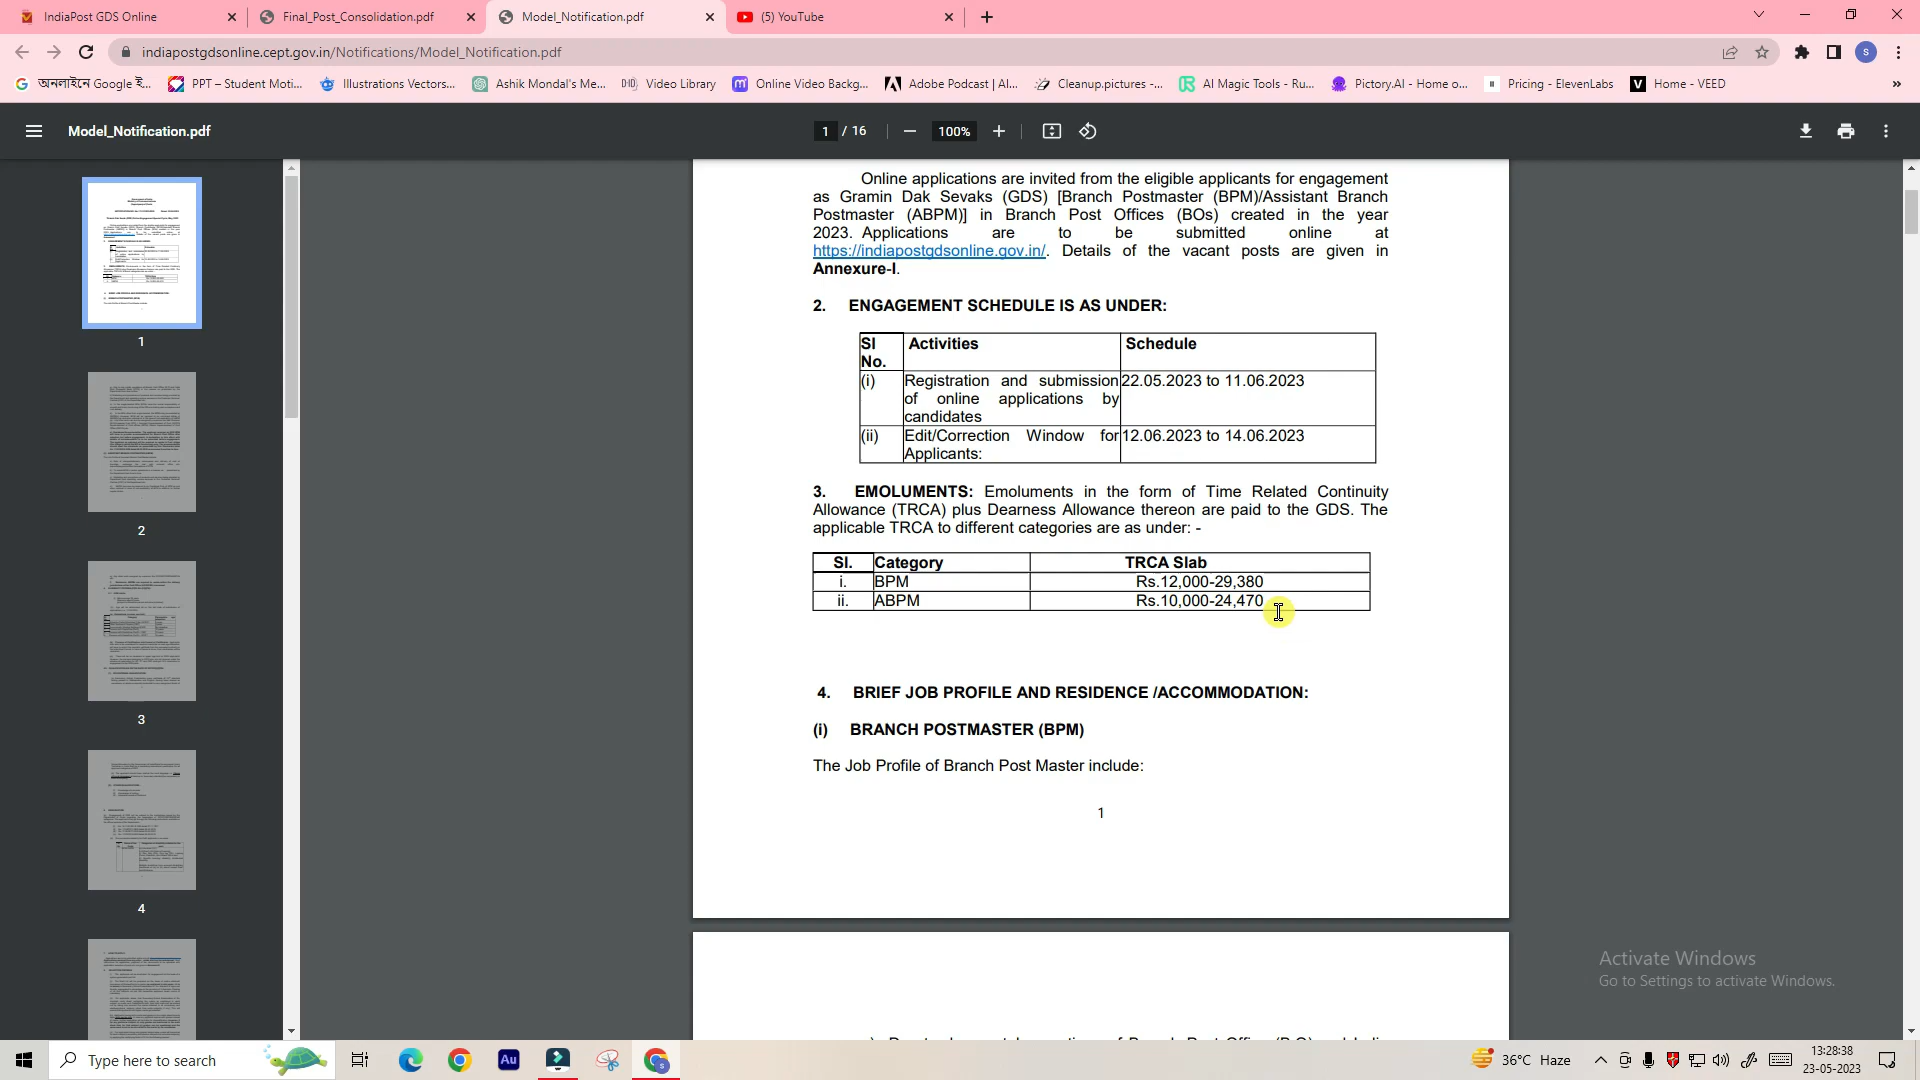 IndiaPost GDS Online
Final_Post_Consolidation.pdf
Model_Notification.pdf
(5) YouTube
indiapostgdsonline.cept.gov.in/Notifications/Model_Notification.pdf
S
অনলাইনে Google ই...
PPT – Student Moti...
Illustrations Vectors...
Ashik Mondal's Me...
Video Library
Online Video Backg...
Adobe Podcast | AI...
Cleanup.pictures -...
AI Magic Tools - Ru...
Pictory.AI - Home o...
Pricing - ElevenLabs
Home - VEED
»
Model_Notification.pdf
1 / 16
100%
1
2
3
4
Online applications are invited from the eligible applicants for engagement
as Gramin Dak Sevaks (GDS) [Branch Postmaster (BPM)/Assistant Branch
Postmaster (ABPM)] in Branch Post Offices (BOs) created in the year
2023. Applications are to be submitted online at
https://indiapostgdsonline.gov.in/. Details of the vacant posts are given in
Annexure-I.
2. ENGAGEMENT SCHEDULE IS AS UNDER:
Sl No. Activities Schedule
(i) Registration and submission 22.05.2023 to 11.06.2023
of online applications by
candidates
(ii) Edit/Correction Window for 12.06.2023 to 14.06.2023
Applicants:
3. EMOLUMENTS: Emoluments in the form of Time Related Continuity
Allowance (TRCA) plus Dearness Allowance thereon are paid to the GDS. The
applicable TRCA to different categories are as under: -
Sl. Category TRCA Slab
i. BPM Rs.12,000-29,380
ii. ABPM Rs.10,000-24,470
4. BRIEF JOB PROFILE AND RESIDENCE /ACCOMMODATION:
(i) BRANCH POSTMASTER (BPM)
The Job Profile of Branch Post Master include:
1
Activate Windows
Go to Settings to activate Windows.
Type here to search
Au
36°C Haze
13:28:38
23-05-2023